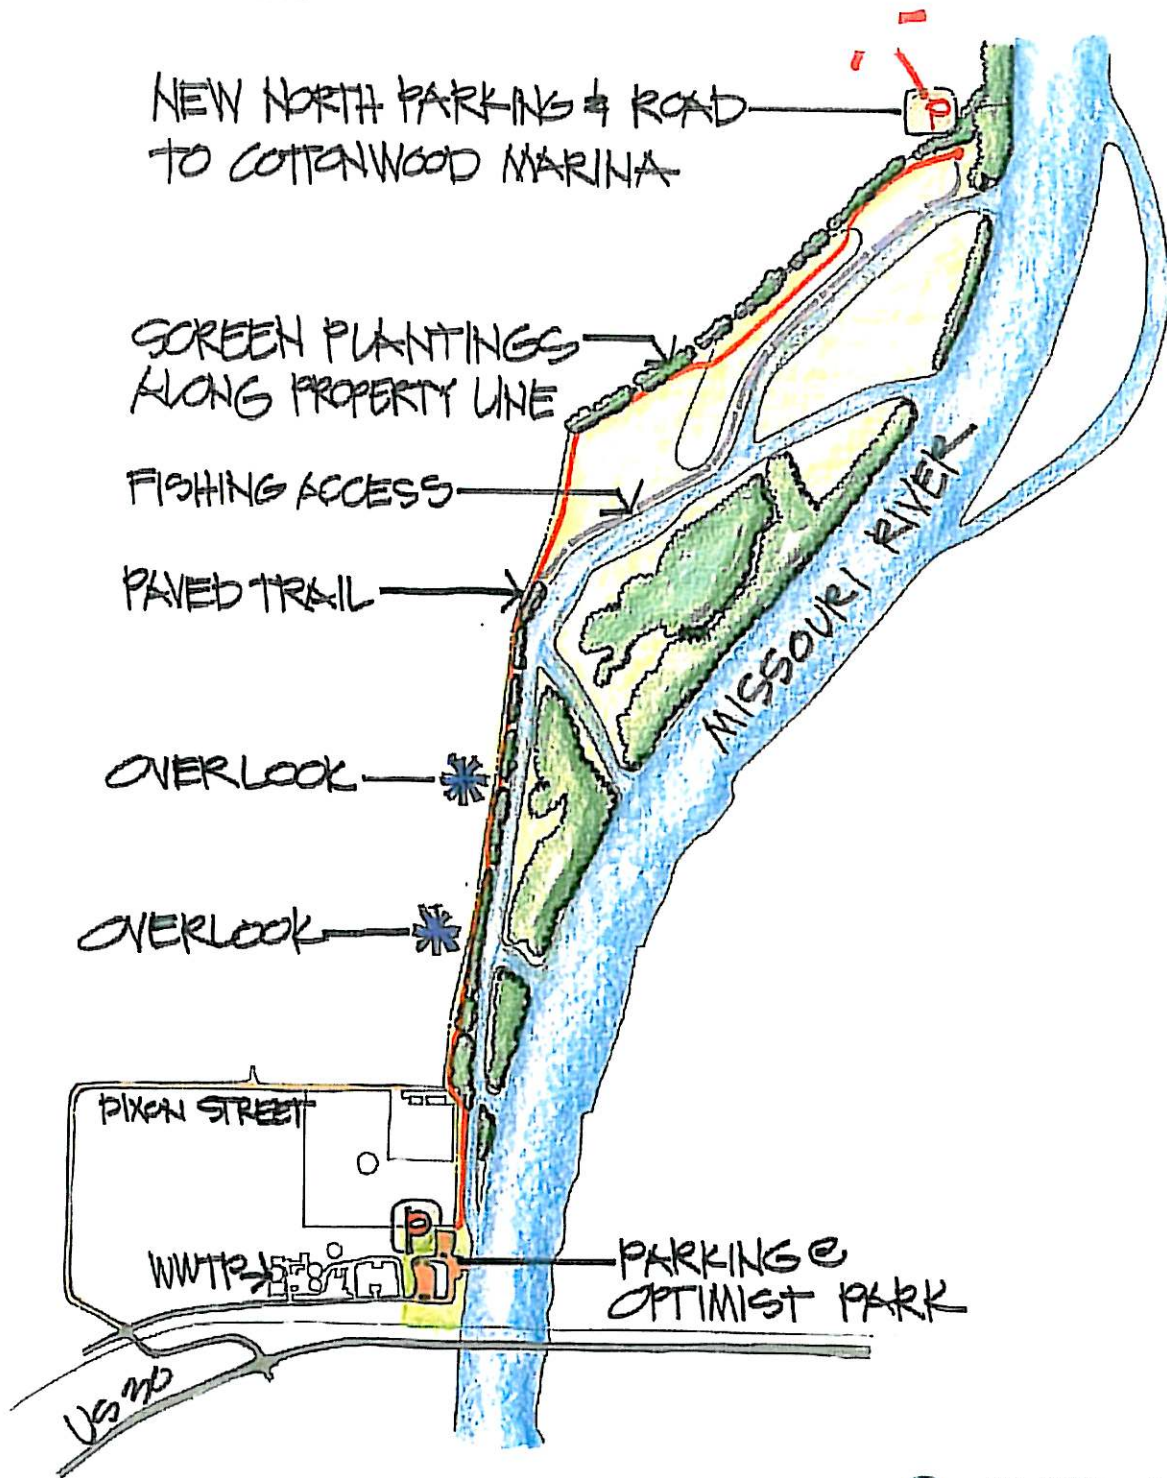 NEW NORTH PARKING & ROAD
TO COTTONWOOD MARINA
P
SCREEN PLANTINGS
ALONG PROPERTY LINE
FISHING ACCESS
PAVED TRAIL
MISSOURI RIVER
OVERLOOK
OVERLOOK
DIXON STREET
P
WWTP
PARKING @
OPTIMIST PARK
US 30